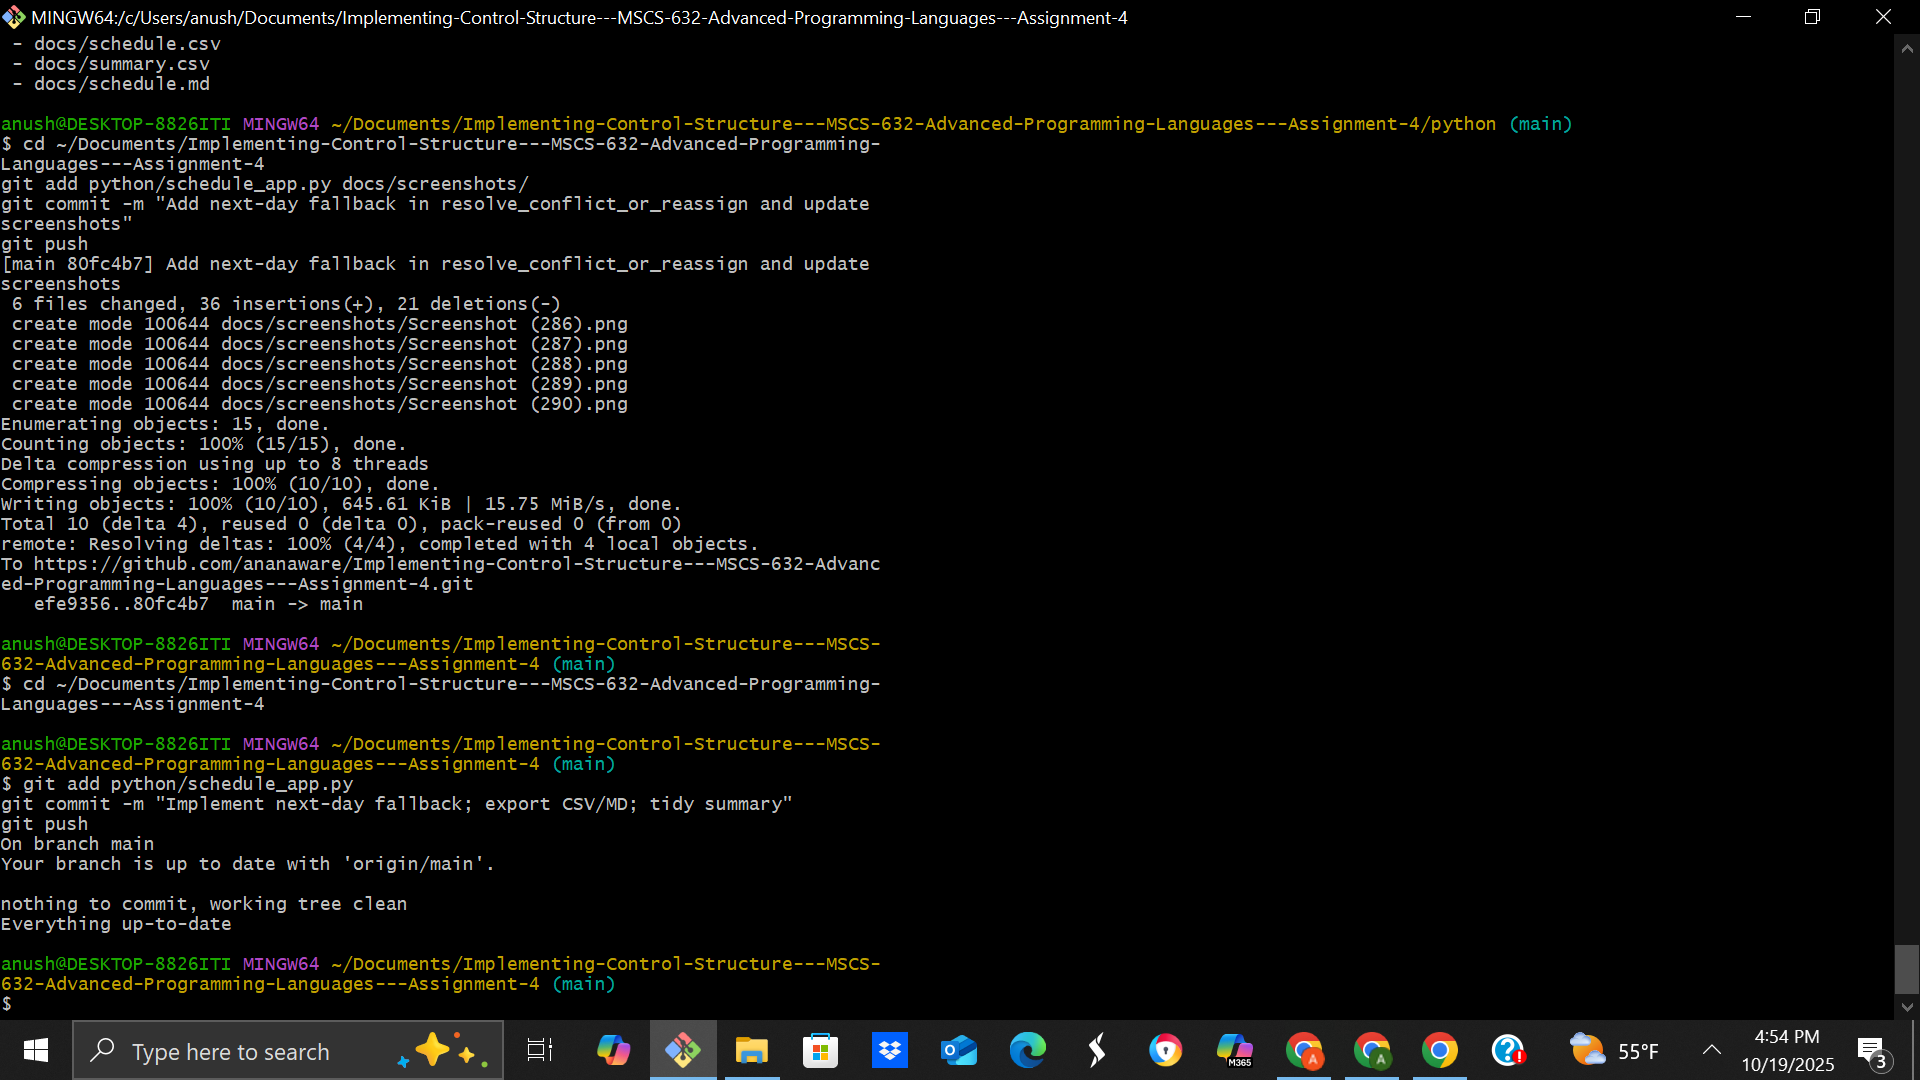 MINGW64:/c/Users/anush/Documents/Implementing-Control-Structure---MSCS-632-Advanced-Programming-Languages---Assignment-4
- docs/schedule.csv
- docs/summary.csv
- docs/schedule.md
anush@DESKTOP-8826ITI MINGW64 ~/Documents/Implementing-Control-Structure---MSCS-632-Advanced-Programming-Languages---Assignment-4/python (main)
$ cd ~/Documents/Implementing-Control-Structure---MSCS-632-Advanced-Programming-
Languages---Assignment-4
git add python/schedule_app.py docs/screenshots/
git commit -m "Add next-day fallback in resolve_conflict_or_reassign and update
screenshots"
git push
[main 80fc4b7] Add next-day fallback in resolve_conflict_or_reassign and update
screenshots
6 files changed, 36 insertions(+), 21 deletions(-)
create mode 100644 docs/screenshots/Screenshot (286).png
create mode 100644 docs/screenshots/Screenshot (287).png
create mode 100644 docs/screenshots/Screenshot (288).png
create mode 100644 docs/screenshots/Screenshot (289).png
create mode 100644 docs/screenshots/Screenshot (290).png
Enumerating objects: 15, done.
Counting objects: 100% (15/15), done.
Delta compression using up to 8 threads
Compressing objects: 100% (10/10), done.
Writing objects: 100% (10/10), 645.61 KiB | 15.75 MiB/s, done.
Total 10 (delta 4), reused 0 (delta 0), pack-reused 0 (from 0)
remote: Resolving deltas: 100% (4/4), completed with 4 local objects.
To https://github.com/ananaware/Implementing-Control-Structure---MSCS-632-Advanc
ed-Programming-Languages---Assignment-4.git
efe9356..80fc4b7  main -> main
anush@DESKTOP-8826ITI MINGW64 ~/Documents/Implementing-Control-Structure---MSCS-
632-Advanced-Programming-Languages---Assignment-4 (main)
$ cd ~/Documents/Implementing-Control-Structure---MSCS-632-Advanced-Programming-
Languages---Assignment-4
anush@DESKTOP-8826ITI MINGW64 ~/Documents/Implementing-Control-Structure---MSCS-
632-Advanced-Programming-Languages---Assignment-4 (main)
$ git add python/schedule_app.py
git commit -m "Implement next-day fallback; export CSV/MD; tidy summary"
git push
On branch main
Your branch is up to date with 'origin/main'.
nothing to commit, working tree clean
Everything up-to-date
anush@DESKTOP-8826ITI MINGW64 ~/Documents/Implementing-Control-Structure---MSCS-
632-Advanced-Programming-Languages---Assignment-4 (main)
$
Type here to search
M365
A
A
55°F
4:54 PM
10/19/2025
3